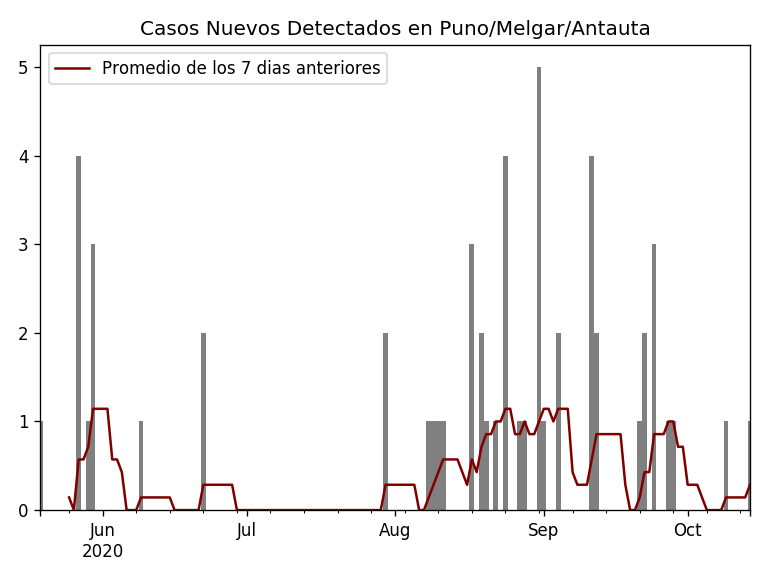 Casos Nuevos Detectados en Puno/Melgar/Antauta
Promedio de los 7 dias anteriores
5
4
3
2
1
0
Jun Jul Aug Sep Oct
2020